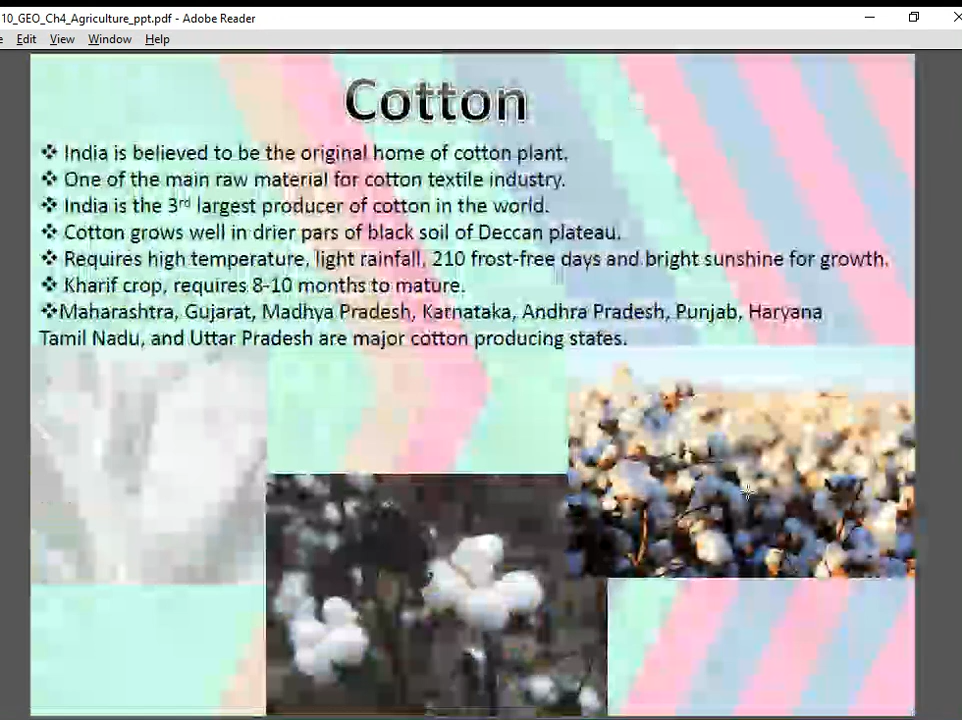 10_GEO_Ch4_Agriculture_ppt.pdf - Adobe Reader
e Edit View Window Help
Cotton
❖ India is believed to be the original home of cotton plant.
❖ One of the main raw material for cotton textile industry.
❖ India is the 3rd largest producer of cotton in the world.
❖ Cotton grows well in drier pars of black soil of Deccan plateau.
❖ Requires high temperature, light rainfall, 210 frost-free days and bright sunshine for growth.
❖ Kharif crop, requires 8-10 months to mature.
❖Maharashtra, Gujarat, Madhya Pradesh, Karnataka, Andhra Pradesh, Punjab, Haryana
Tamil Nadu, and Uttar Pradesh are major cotton producing states.